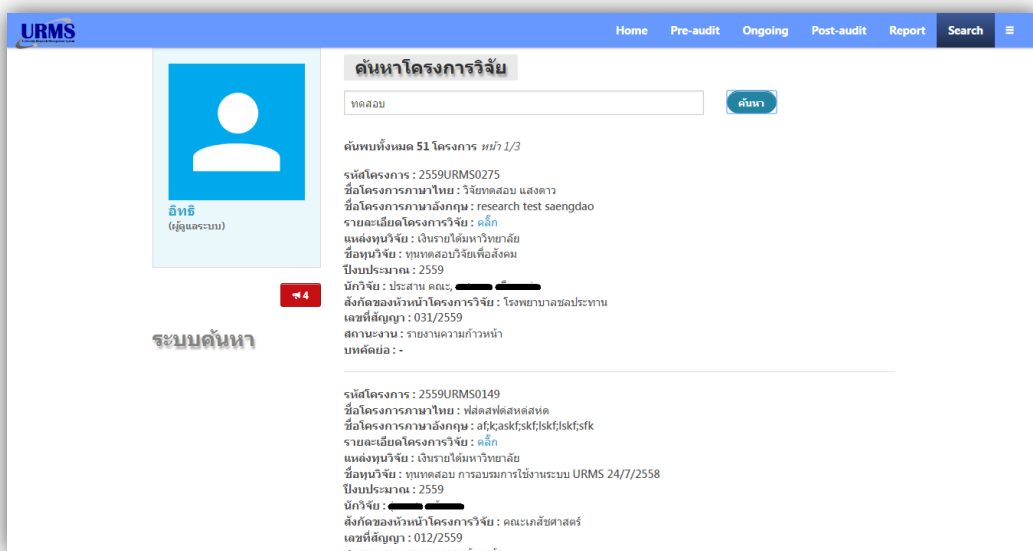 URMS
Home Pre-audit Ongoing Post-audit Report Search
ค้นหาโครงการวิจัย
ทดสอบ ค้นหา
อิทธิ
(ผู้ดูแลระบบ)
4
ระบบค้นหา
ค้นพบทั้งหมด 51 โครงการ หน้า 1/3
รหัสโครงการ : 2559URMS0275
ชื่อโครงการภาษาไทย : วิจัยทดสอบ แสงดาว
ชื่อโครงการภาษาอังกฤษ : research test saengdao
รายละเอียดโครงการวิจัย : คลิ๊ก
แหล่งทุนวิจัย : เงินรายได้มหาวิทยาลัย
ชื่อทุนวิจัย : ทุนทดสอบวิจัยเพื่อสังคม
ปีงบประมาณ : 2559
นักวิจัย : ประสาน คณะ,
สังกัดของหัวหน้าโครงการวิจัย : โรงพยาบาลชลประทาน
เลขที่สัญญา : 031/2559
สถานะงาน : รายงานความก้าวหน้า
บทคัดย่อ : -
รหัสโครงการ : 2559URMS0149
ชื่อโครงการภาษาไทย : ฟส่ดสฟด่สหดสห่ด
ชื่อโครงการภาษาอังกฤษ : af;k;askf;skf;lskf;lskf;sfk
รายละเอียดโครงการวิจัย : คลิ๊ก
แหล่งทุนวิจัย : เงินรายได้มหาวิทยาลัย
ชื่อทุนวิจัย : ทุนทดสอบ การอบรมการใช้งานระบบ URMS 24/7/2558
ปีงบประมาณ : 2559
นักวิจัย :
สังกัดของหัวหน้าโครงการวิจัย : คณะเภสัชศาสตร์
เลขที่สัญญา : 012/2559